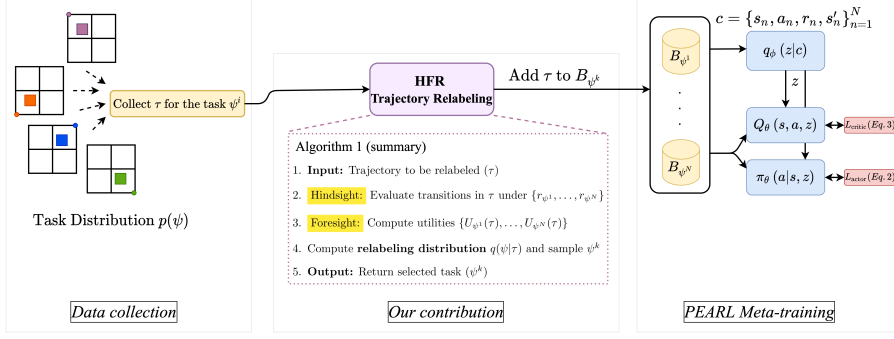 Collect τ for the task ψ^i
Task Distribution p(ψ)
Data collection
HFR
Trajectory Relabeling
Add τ to B_{ψ^k}
Algorithm 1 (summary)
1. Input: Trajectory to be relabeled (τ)
2. Hindsight: Evaluate transitions in τ under {r_{ψ^1}, . . . , r_{ψ^N}}
3. Foresight: Compute utilities {U_{ψ^1}(τ), . . . , U_{ψ^N}(τ)}
4. Compute relabeling distribution q(ψ|τ) and sample ψ^k
5. Output: Return selected task (ψ^k)
Our contribution
c = {s_n, a_n, r_n, s'_n}_{n=1}^N
B_{ψ^1}
.
.
.
B_{ψ^N}
q_ϕ (z|c)
z
Q_θ (s, a, z)
L_critic(Eq. 3)
π_θ (a|s, z)
L_actor(Eq. 2)
PEARL Meta-training